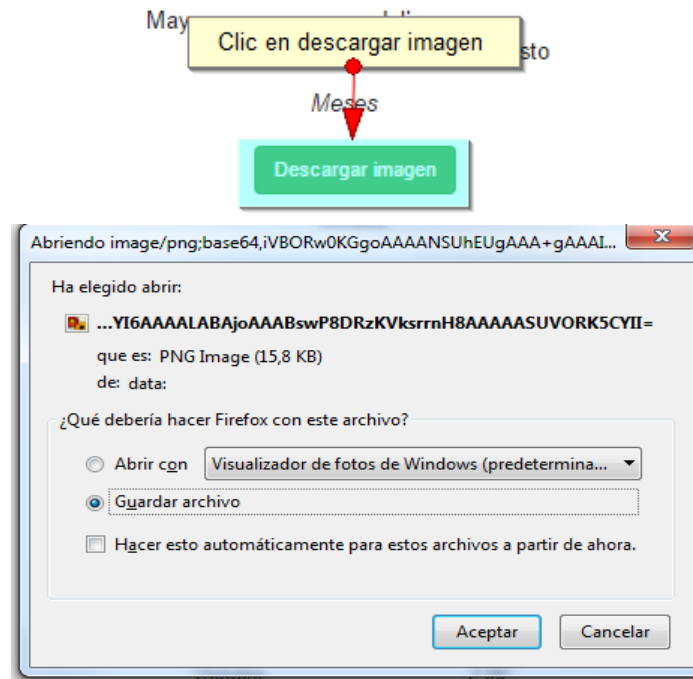 May
Clic en descargar imagen
sto
Meses
Descargar imagen
Abriendo image/png;base64,iVBORw0KGgoAAAANSUhEUgAAA+gAAAI...
Ha elegido abrir:
...YI6AAAALABAjoAAABswP8DRzKVksrrnH8AAAAASUVORK5CYII=
que es: PNG Image (15,8 KB)
de: data:
¿Qué debería hacer Firefox con este archivo?
Abrir con Visualizador de fotos de Windows (predetermina...
Guardar archivo
Hacer esto automáticamente para estos archivos a partir de ahora.
Aceptar Cancelar